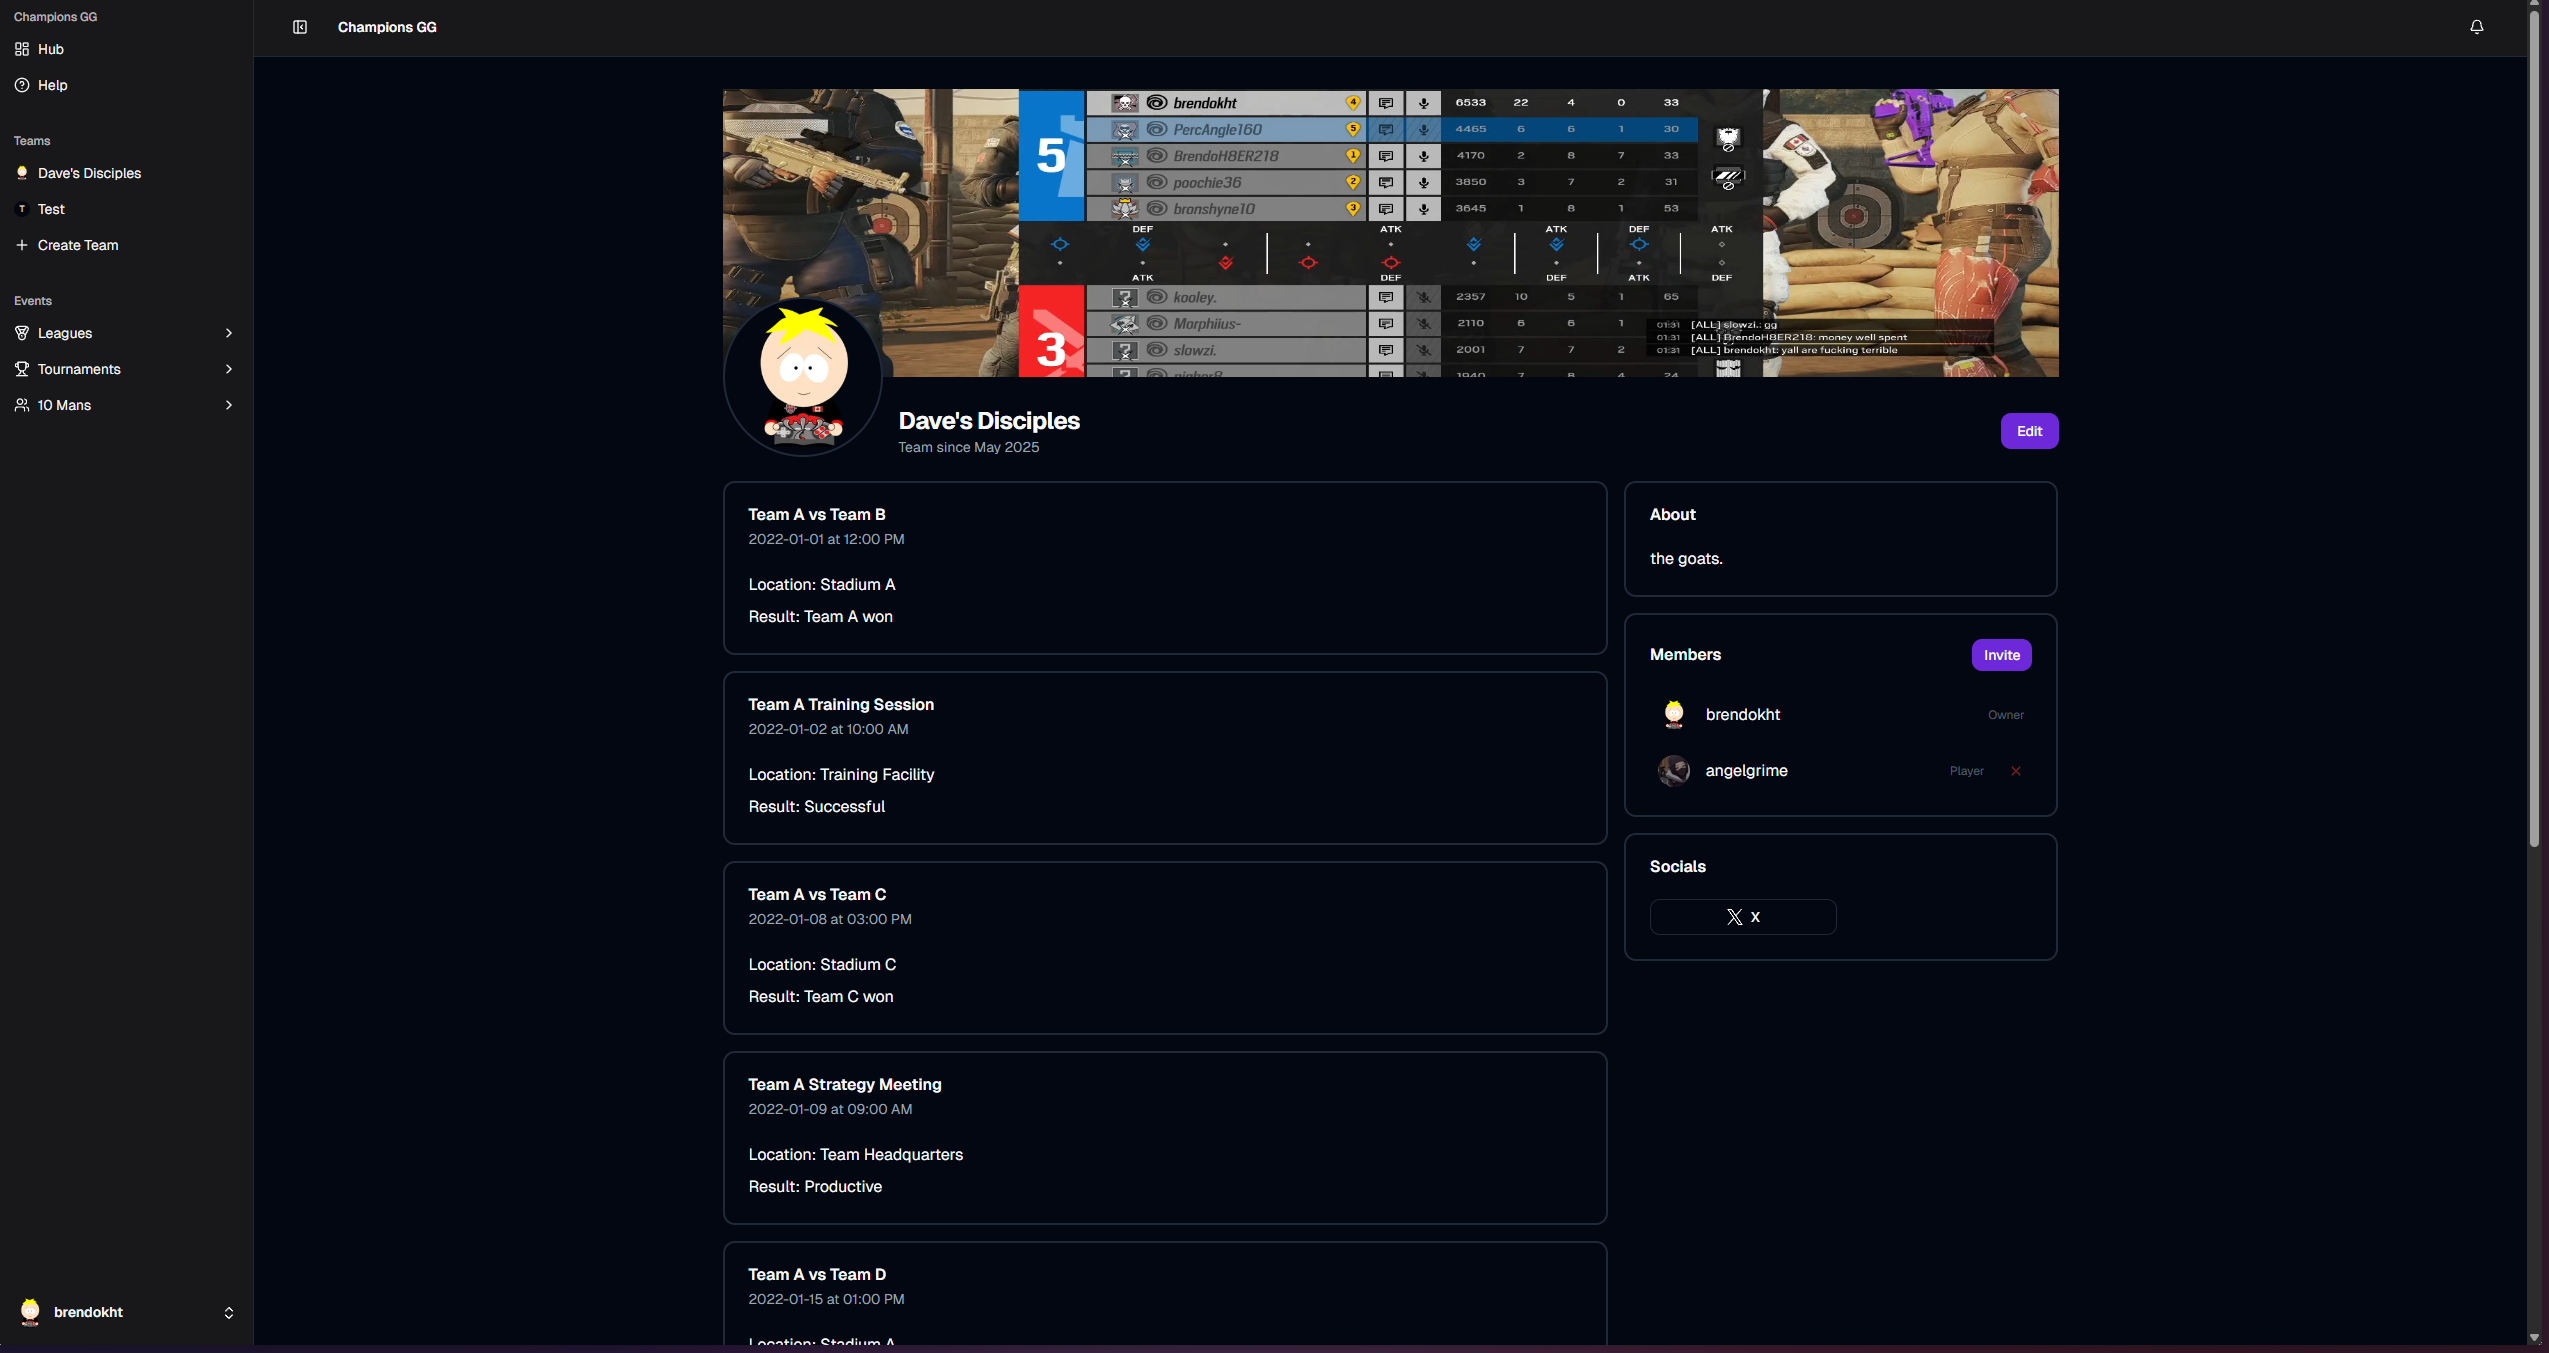 Champions GG
Hub
Help
Teams
Dave's Disciples
T Test
Create Team
Events
Leagues
Tournaments
10 Mans
brendokht
Champions GG
5
brendokht 4 6533 22 4 0 33
PercAngle160 5 4465 6 6 1 30
BrendoH8ER218 1 4170 2 8 7 33
poochie36 2 3850 3 7 2 31
bronshyne10 3 3645 1 8 1 53
DEF ATK ATK DEF ATK
ATK DEF DEF ATK DEF
3
kooley. 2357 10 5 1 65
Morphiius- 2110 6 6 1
slowzi. 2001 7 7 2
1940 7 8 4 24
01:31 [ALL] slowzi.: gg
01:31 [ALL] BrendoH8ER218: money well spent
01:31 [ALL] brendokht: yall are fucking terrible
Dave's Disciples
Team since May 2025
Edit
Team A vs Team B
2022-01-01 at 12:00 PM
Location: Stadium A
Result: Team A won
Team A Training Session
2022-01-02 at 10:00 AM
Location: Training Facility
Result: Successful
Team A vs Team C
2022-01-08 at 03:00 PM
Location: Stadium C
Result: Team C won
Team A Strategy Meeting
2022-01-09 at 09:00 AM
Location: Team Headquarters
Result: Productive
Team A vs Team D
2022-01-15 at 01:00 PM
Location: Stadium A
About
the goats.
Members
Invite
brendokht Owner
angelgrime Player
Socials
X